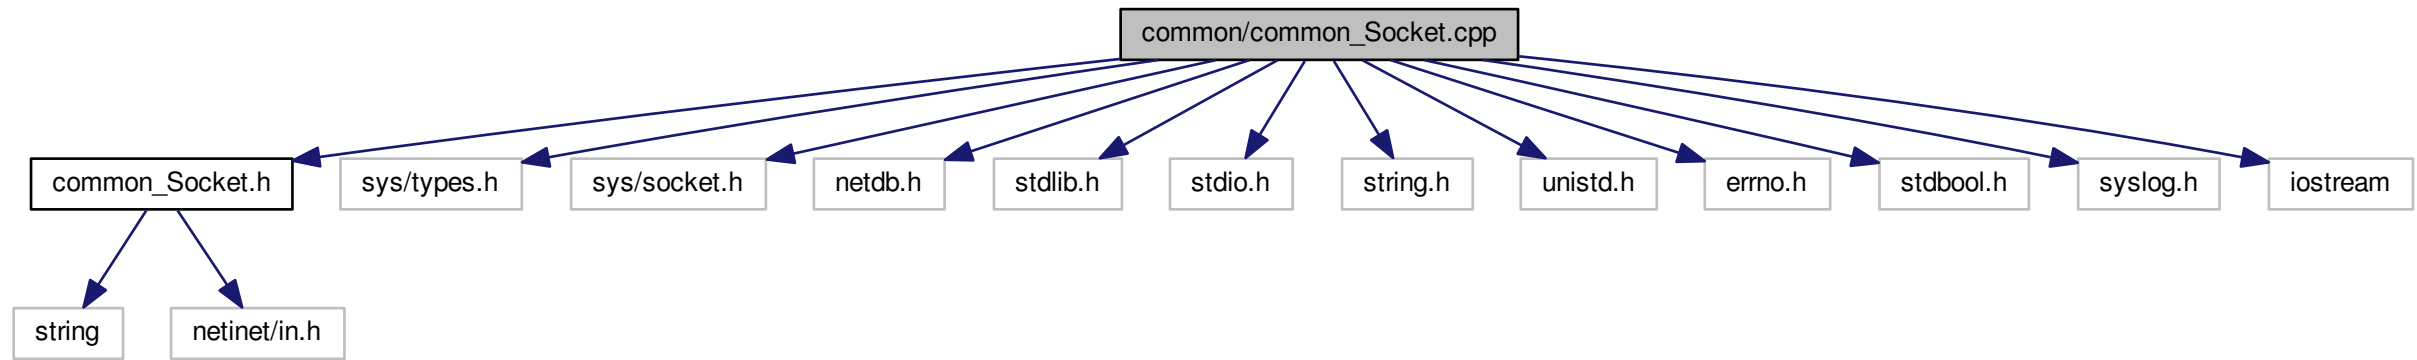 common/common_Socket.cpp
common_Socket.h
sys/types.h
sys/socket.h
netdb.h
stdlib.h
stdio.h
string.h
unistd.h
errno.h
stdbool.h
syslog.h
iostream
string
netinet/in.h